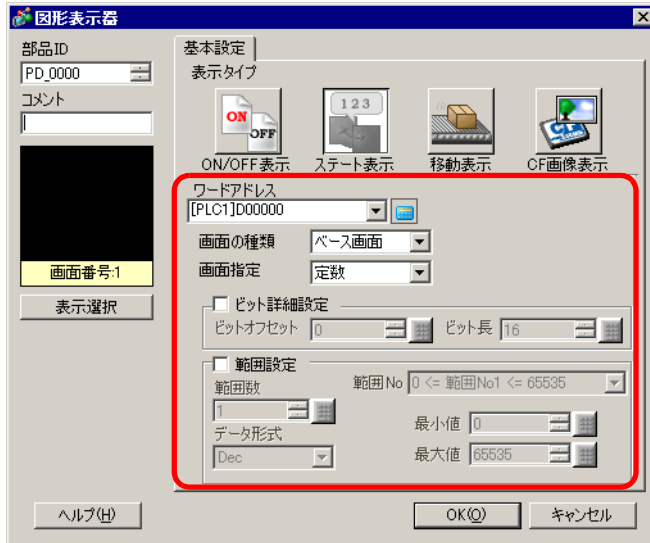 図形表示器
部品ID
PD_0000
コメント
画面番号:1
表示選択
基本設定
表示タイプ
ON
OFF
123
ON/OFF表示 ステート表示 移動表示 CF画像表示
ワードアドレス
[PLC1]D00000
画面の種類 ベース画面
画面指定 定数
ビット詳細設定
ビットオフセット 0 ビット長 16
範囲設定
範囲数 範囲No 0 <= 範囲No1 <= 65535
1
最小値 0
データ形式
Dec
最大値 65535
ヘルプ(H) OK(O) キャンセル